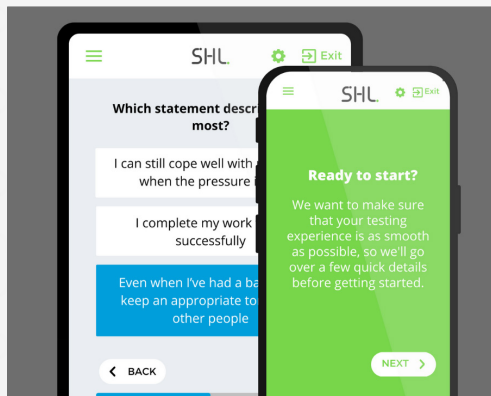 SHL.
Exit
Which statement descr
most?
I can still cope well with
when the pressure i
I complete my work
successfully
Even when I've had a ba
keep an appropriate to
other people
BACK
SHL.
Exit
Ready to start?
We want to make sure
that your testing
experience is as smooth
as possible, so we'll go
over a few quick details
before getting started.
NEXT